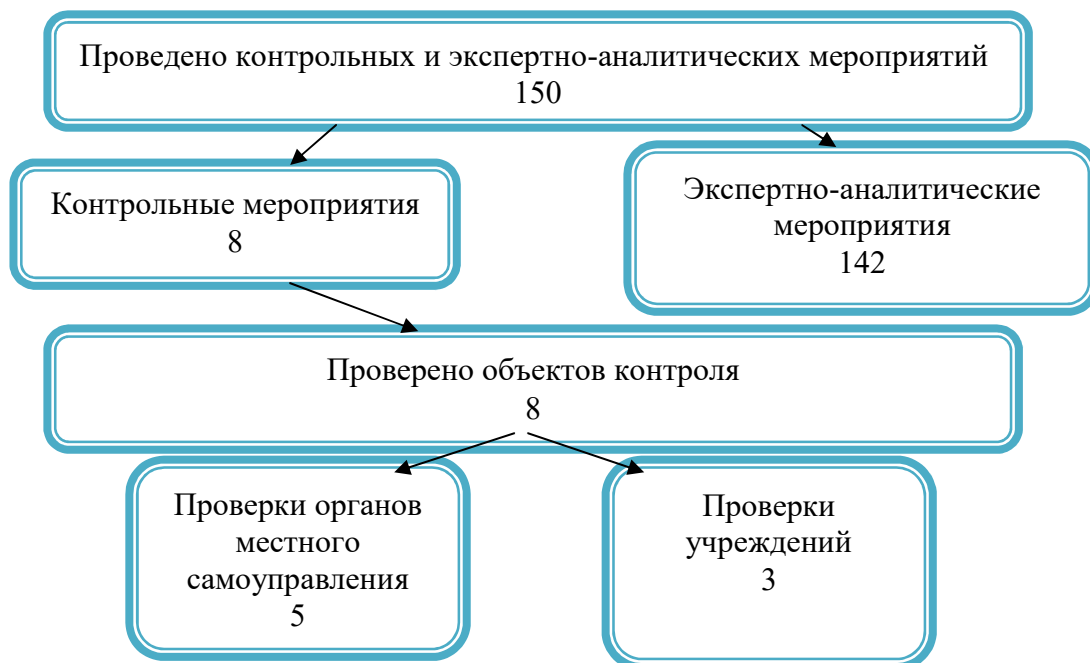 Проведено контрольных и экспертно-аналитических мероприятий
150
Контрольные мероприятия
8
Экспертно-аналитические
мероприятия
142
Проверено объектов контроля
8
Проверки органов
местного
самоуправления
5
Проверки
учреждений
3